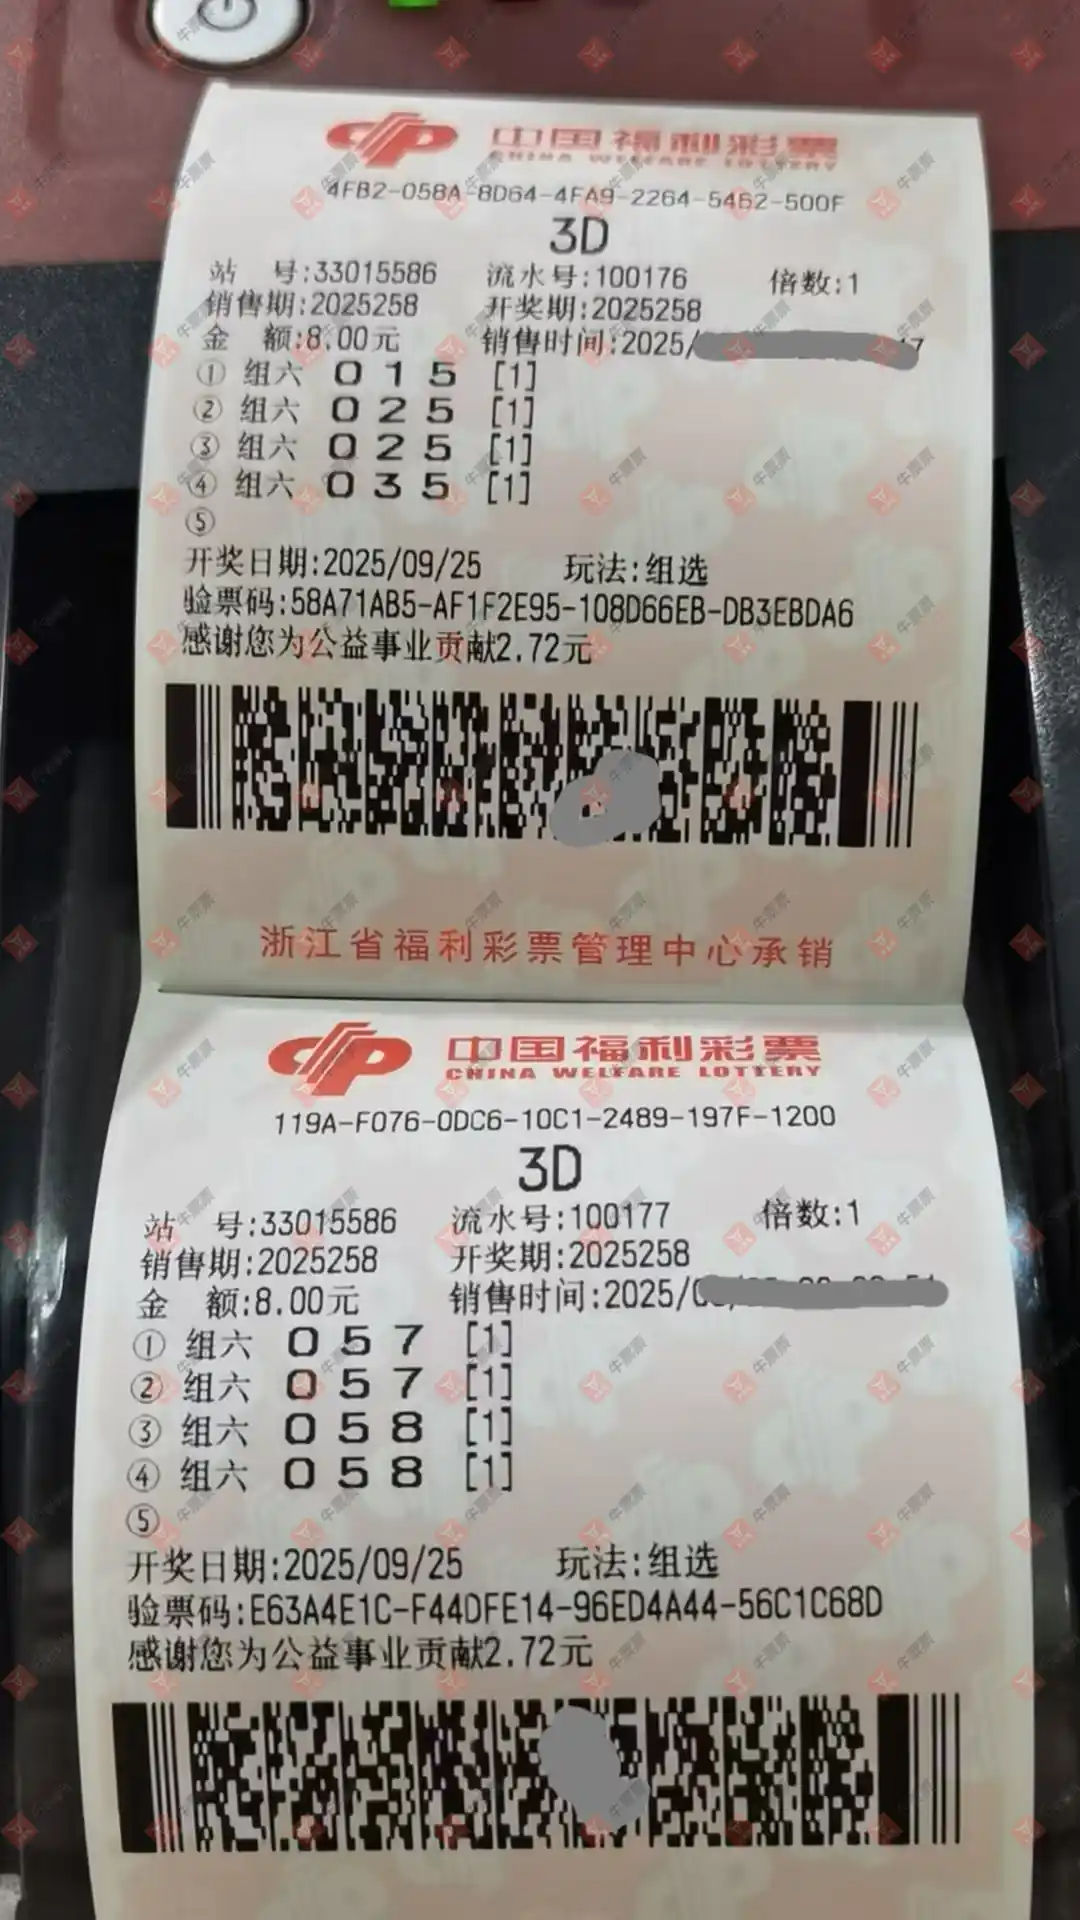 中国福利彩票
CHINA WELFARE LOTTERY
4FB2-058A-8D64-4FA9-2264-5462-500F
3D
站 号:33015586 流水号:100176 倍数:1
销售期:2025258 开奖期:2025258
金 额:8.00元 销售时间:2025/
① 组六 0 1 5 [1]
② 组六 0 2 5 [1]
③ 组六 0 2 5 [1]
④ 组六 0 3 5 [1]
⑤
开奖日期:2025/09/25 玩法:组选
验票码:58A71AB5-AF1F2E95-108D66EB-DB3EBDA6
感谢您为公益事业贡献2.72元
浙江省福利彩票管理中心承销
中国福利彩票
CHINA WELFARE LOTTERY
119A-F076-0DC6-10C1-2489-197F-1200
3D
站 号:33015586 流水号:100177 倍数:1
销售期:2025258 开奖期:2025258
金 额:8.00元 销售时间:2025/
① 组六 0 5 7 [1]
② 组六 0 5 7 [1]
③ 组六 0 5 8 [1]
④ 组六 0 5 8 [1]
⑤
开奖日期:2025/09/25 玩法:组选
验票码:E63A4E1C-F44DFE14-96ED4A44-56C1C68D
感谢您为公益事业贡献2.72元
牛票票